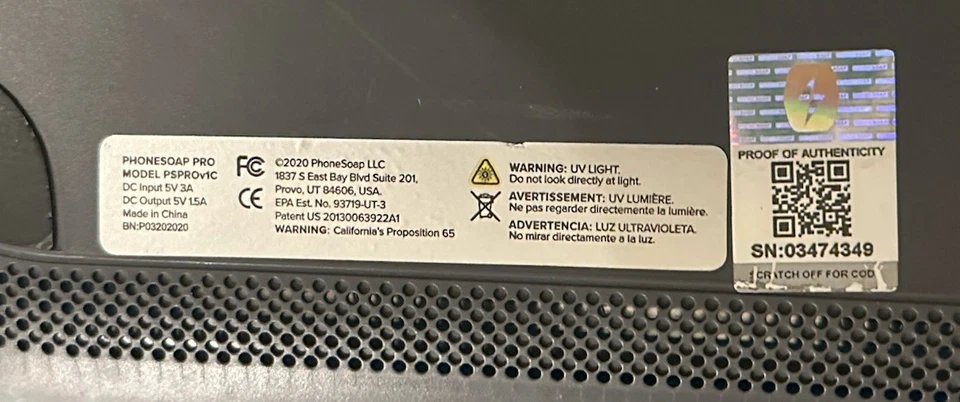 PHONESOAP PRO
MODEL PSPROv1C
DC Input 5V 3A
DC Output 5V 1.5A
Made in China
BN:P03202020
FC
CE
©2020 PhoneSoap LLC
1837 S East Bay Blvd Suite 201,
Provo, UT 84606, USA.
EPA Est. No. 93719-UT-3
Patent US 20130063922A1
WARNING: California's Proposition 65
WARNING: UV LIGHT.
Do not look directly at light.
AVERTISSEMENT: UV LUMIÈRE.
Ne pas regarder directemente la lumière.
ADVERTENCIA: LUZ ULTRAVIOLETA.
No mirar directamente a la luz.
PROOF OF AUTHENTICITY
SN:03474349
SCRATCH OFF FOR COD